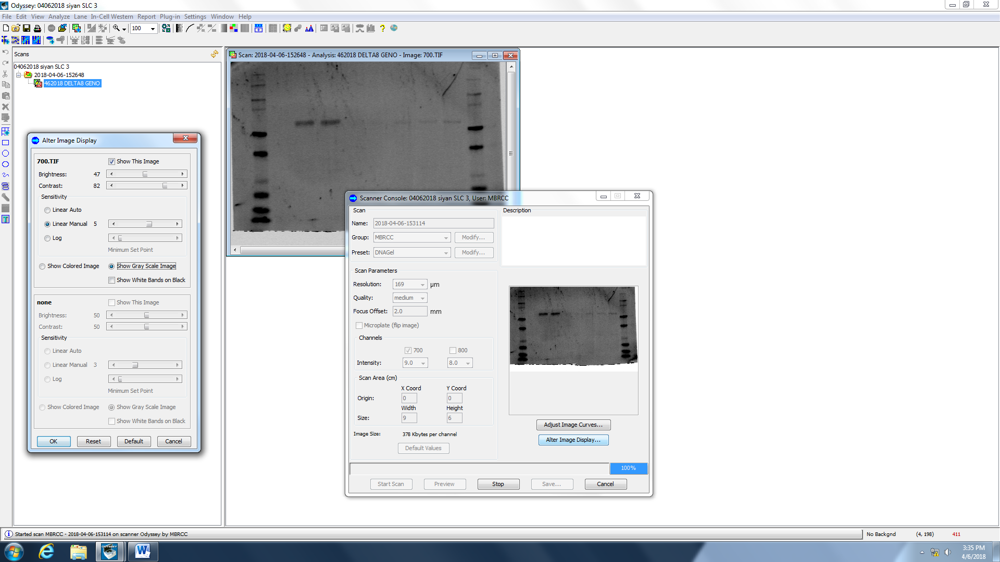 Odyssey: 04062018 siyan SLC 3
File Edit View Analyze Lane In-Cell Western Report Plug-in Settings Window Help
100
XXX
Scans
04062018 siyan SLC 3
2018-04-06-152648
462018 DELTA8 GENO
Scan: 2018-04-06-152648 - Analysis: 462018 DELTA8 GENO - Image: 700.TIF
Alter Image Display
700.TIF
Show This Image
Brightness: 47
Contrast: 82
Sensitivity
Linear Auto
Linear Manual 5
Log
Minimum Set Point
Show Colored Image
Show Gray Scale Image
Show White Bands on Black
none
Show This Image
Brightness: 50
Contrast: 50
Sensitivity
Linear Auto
Linear Manual 3
Log
Minimum Set Point
Show Colored Image
Show Gray Scale Image
Show White Bands on Black
OK Reset Default Cancel
Scanner Console: 04062018 siyan SLC 3, User: MBRCC
Scan
Name: 2018-04-06-153114
Group: MBRCC Modify...
Preset: DNAGel Modify...
Description
Scan Parameters
Resolution: 169 µm
Quality: medium
Focus Offset: 2.0 mm
Microplate (flip image)
Channels
700 800
Intensity: 9.0 8.0
Scan Area (cm)
X Coord Y Coord
Origin: 0 0
Width Height
Size: 9 6
Image Size: 378 Kbytes per channel
Default Values
Adjust Image Curves...
Alter Image Display...
100%
Start Scan Preview Stop Save... Cancel
Started scan MBRCC - 2018-04-06-153114 on scanner Odyssey by MBRCC
No Backgnd (4, 198) 411
ODYSSEY
3:35 PM
4/6/2018